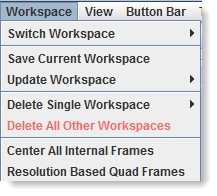 Workspace View Button Bar
Switch Workspace
Save Current Workspace
Update Workspace
Delete Single Workspace
Delete All Other Workspaces
Center All Internal Frames
Resolution Based Quad Frames